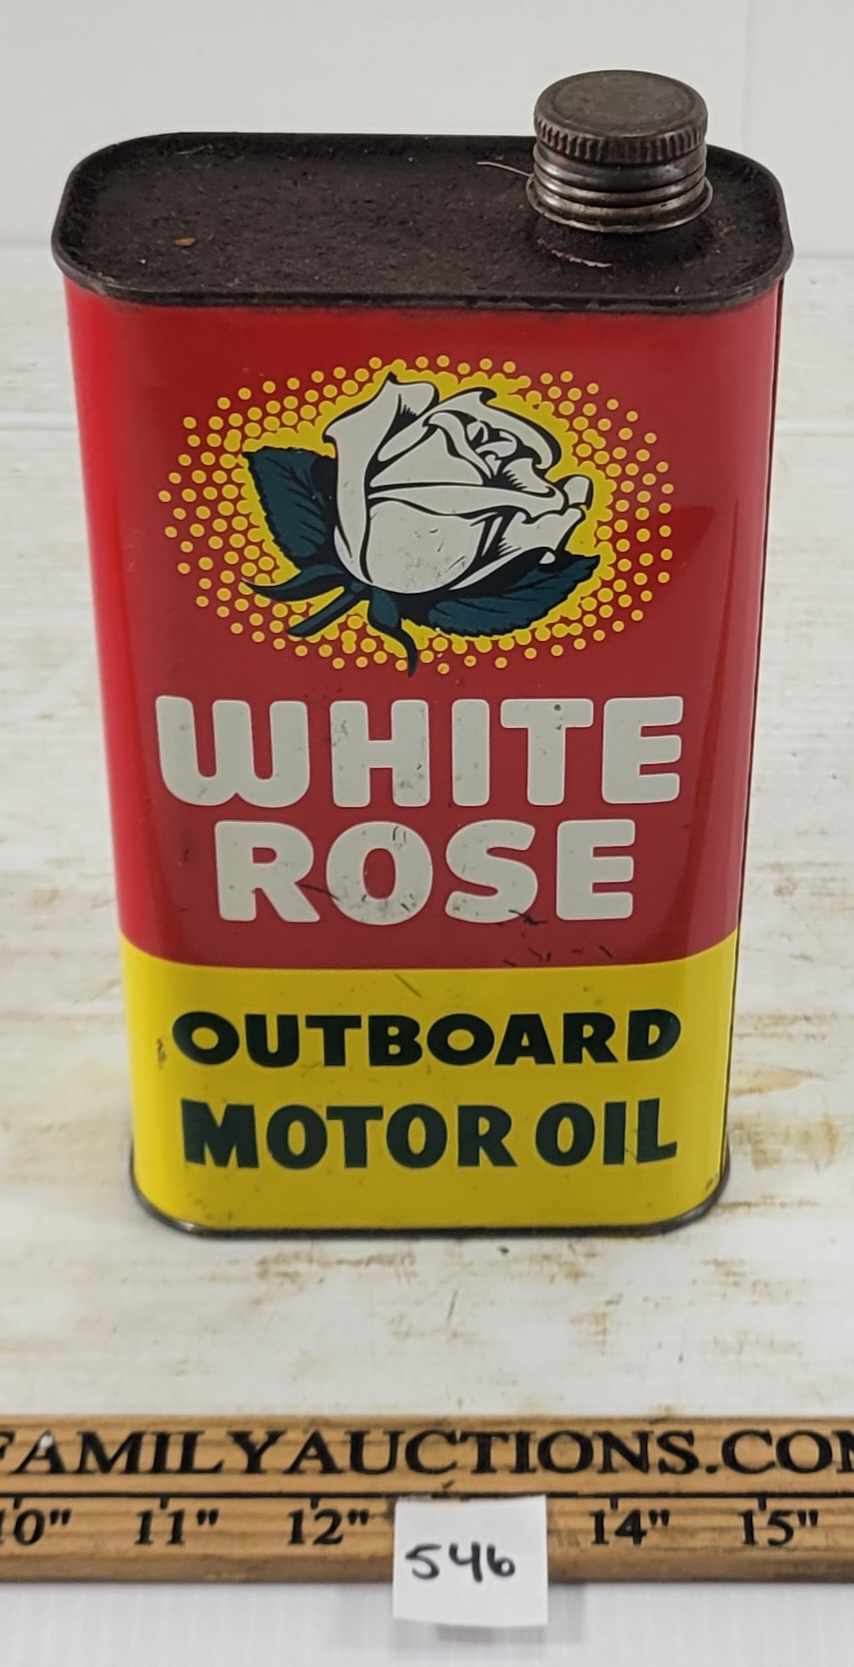 WHITE
ROSE
OUTBOARD
MOTOR OIL
FAMILYAUCTIONS.COM
10" 11" 12" 14" 15"
546